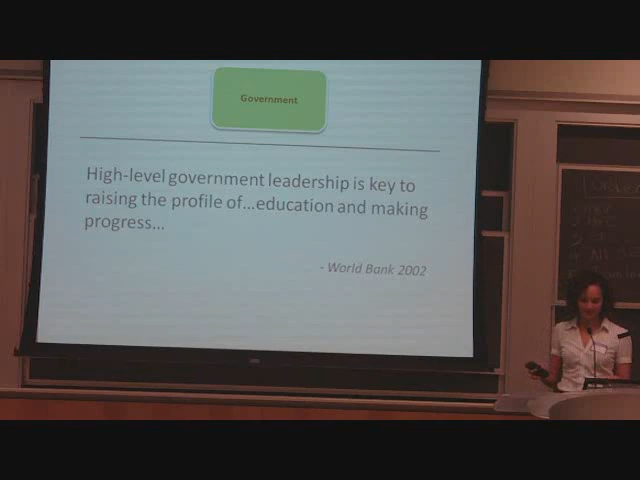 Government
High-level government leadership is key to
raising the profile of...education and making
progress...
- World Bank 2002